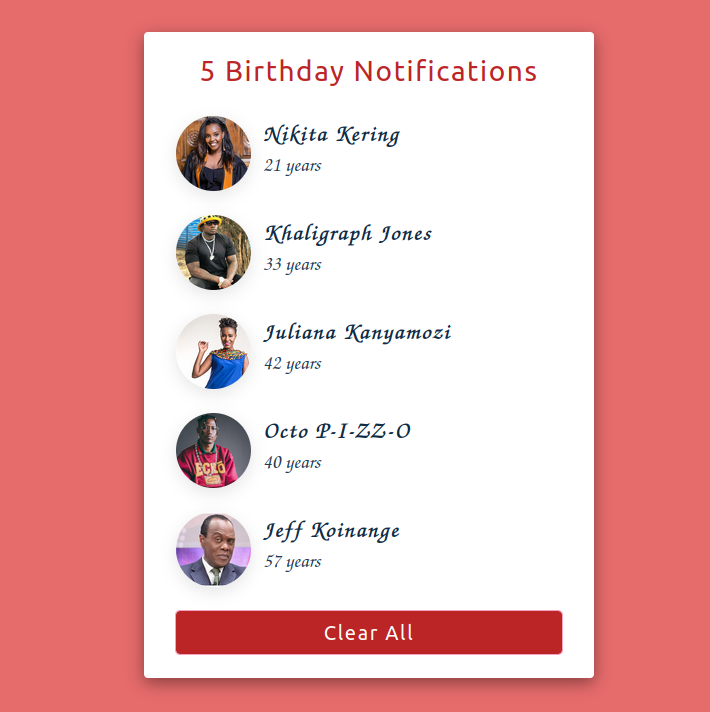 5 Birthday Notifications
Nikita Kering
21 years
Khaligraph Jones
33 years
Juliana Kanyamozi
42 years
Octo P-I-ZZ-O
40 years
ECKŌ
Jeff Koinange
57 years
Clear All